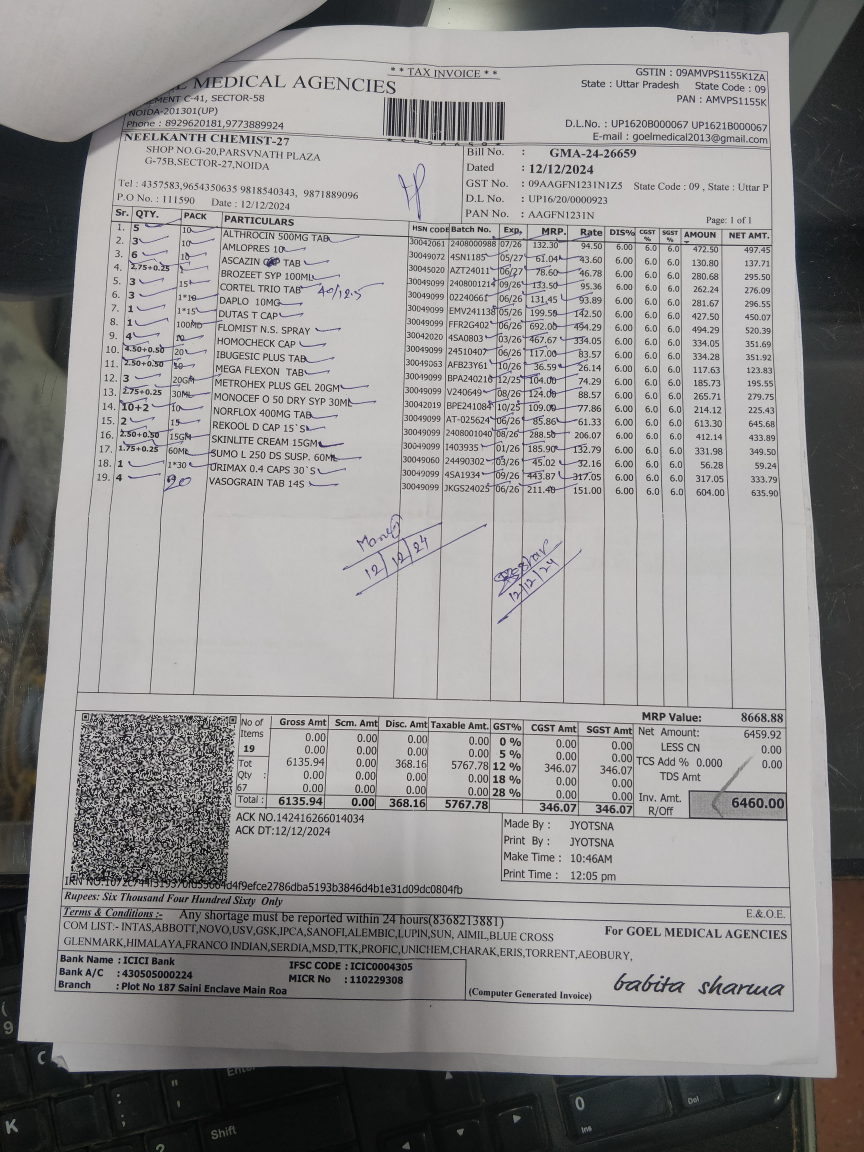 ** TAX INVOICE **
EL MEDICAL AGENCIES
EMENT C-41, SECTOR-58
NOIDA-201301(UP)
Phone : 8929620181,9773889924
GSTIN : 09AMVPS1155K1ZA
State : Uttar Pradesh State Code : 09
PAN : AMVPS1155K
D.L.No. : UP1620B000067 UP1621B000067
E-mail : goelmedical2013@gmail.com
NEELKANTH CHEMIST-27
SHOP NO.G-20,PARSVNATH PLAZA
G-75B,SECTOR-27,NOIDA
Tel : 4357583,9654350635 9818540343, 9871889096
P.O No. : 111590 Date : 12/12/2024
Bill No. : GMA-24-26659
Dated : 12/12/2024
GST No. : 09AAGFN1231N1Z5 State Code : 09 , State : Uttar P
D.L No. : UP16/20/0000923
PAN No. : AAGFN1231N
Page: 1 of 1
Sr. QTY. PACK PARTICULARS HSN CODE Batch No. Exp. MRP. Rate DIS% CGST % SGST % AMOUN NET AMT.
1. 5 10 ALTHROCIN 500MG TAB 30042061 2408000988 07/26 132.30 94.50 6.00 6.0 6.0 472.50 497.45
2. 3 10 AMLOPRES 10 30049072 4SN1185 05/27 61.04 43.60 6.00 6.0 6.0 130.80 137.71
3. 6 10 ASCAZIN TAB 30045020 AZT24011 06/27 78.60 46.78 6.00 6.0 6.0 280.68 295.50
4. 2.75+0.25 BROZEET SYP 100ML 30049099 2408001214 09/26 133.50 95.36 6.00 6.0 6.0 262.24 276.09
5. 3 15 CORTEL TRIO TAB 40/12.5 30049099 02240661 06/26 131.45 93.89 6.00 6.0 6.0 281.67 296.55
6. 3 1*10 DAPLO 10MG 30049099 EMV241138 05/26 199.50 142.50 6.00 6.0 6.0 427.50 450.07
7. 1 1*15 DUTAS T CAP 30049099 FFR2G402 06/26 692.00 494.29 6.00 6.0 6.0 494.29 520.39
8. 1 100MD FLOMIST N.S. SPRAY 30042020 4SA0803 03/26 467.67 334.05 6.00 6.0 6.0 334.05 351.69
9. 4 10 HOMOCHECK CAP 30049099 24510407 06/26 117.00 83.57 6.00 6.0 6.0 334.28 351.92
10. 4.50+0.50 20 IBUGESIC PLUS TAB 30049063 AFB23Y61 10/26 36.59 26.14 6.00 6.0 6.0 117.63 123.83
11. 2.50+0.50 10 MEGA FLEXON TAB 30049099 BPA240210 12/25 104.00 74.29 6.00 6.0 6.0 185.73 195.55
12. 3 20GM METROHEX PLUS GEL 20GM 30049099 V240649 08/26 124.00 88.57 6.00 6.0 6.0 265.71 279.75
13. 2.75+0.25 30ML MONOCEF O 50 DRY SYP 30ML 30042019 BPE241084 10/25 109.00 77.86 6.00 6.0 6.0 214.12 225.43
14. 10+2 10 NORFLOX 400MG TAB 30049099 AT-025624 06/26 85.86 61.33 6.00 6.0 6.0 613.30 645.68
15. 2 15 REKOOL D CAP 15`S 30049099 2408001040 08/26 288.50 206.07 6.00 6.0 6.0 412.14 433.89
16. 2.50+0.50 15GM SKINLITE CREAM 15GM 30049099 I403935 01/26 185.90 132.79 6.00 6.0 6.0 331.98 349.50
17. 1.75+0.25 60ML SUMO L 250 DS SUSP. 60ML 30049060 24490302 03/26 45.02 32.16 6.00 6.0 6.0 56.28 59.24
18. 1 1*30 URIMAX 0.4 CAPS 30`S 30049099 4SA1934 09/26 443.87 317.05 6.00 6.0 6.0 317.05 333.79
19. 4 VASOGRAIN TAB 14S 30049099 JKGS24025 06/26 211.40 151.00 6.00 6.0 6.0 604.00 635.90
12/12/24
12/12/24
No of Items 19 Tot Qty : 67
Gross Amt Scm. Amt Disc. Amt Taxable Amt. GST% CGST Amt SGST Amt
0.00 0.00 0.00 0.00 0 % 0.00 0.00
0.00 0.00 0.00 0.00 5 % 0.00 0.00
6135.94 0.00 368.16 5767.78 12 % 346.07 346.07
0.00 0.00 0.00 0.00 18 % 0.00 0.00
0.00 0.00 0.00 0.00 28 % 0.00 0.00
Total : 6135.94 0.00 368.16 5767.78 346.07 346.07
MRP Value: 8668.88
Net Amount: 6459.92
LESS CN 0.00
TCS Add % 0.000 0.00
TDS Amt
Inv. Amt. R/Off 6460.00
ACK NO.142416266014034
ACK DT:12/12/2024
Made By : JYOTSNA
Print By : JYOTSNA
Make Time : 10:46AM
Print Time : 12:05 pm
Rupees: Six Thousand Four Hundred Sixty Only
E.&O.E.
Terms & Conditions :- Any shortage must be reported within 24 hours(8368213881)
COM LIST:- INTAS,ABBOTT,NOVO,USV,GSK,IPCA,SANOFI,ALEMBIC,LUPIN,SUN, AIMIL,BLUE CROSS
GLENMARK,HIMALAYA,FRANCO INDIAN,SERDIA,MSD,TTK,PROFIC,UNICHEM,CHARAK,ERIS,TORRENT,AEOBURY,
For GOEL MEDICAL AGENCIES
Bank Name : ICICI Bank IFSC CODE : ICIC0004305
Bank A/C : 430505000224 MICR No : 110229308
Branch : Plot No 187 Saini Enclave Main Roa
(Computer Generated Invoice)
babita sharma
Enter
Shift
K
C
0
Ins
Del